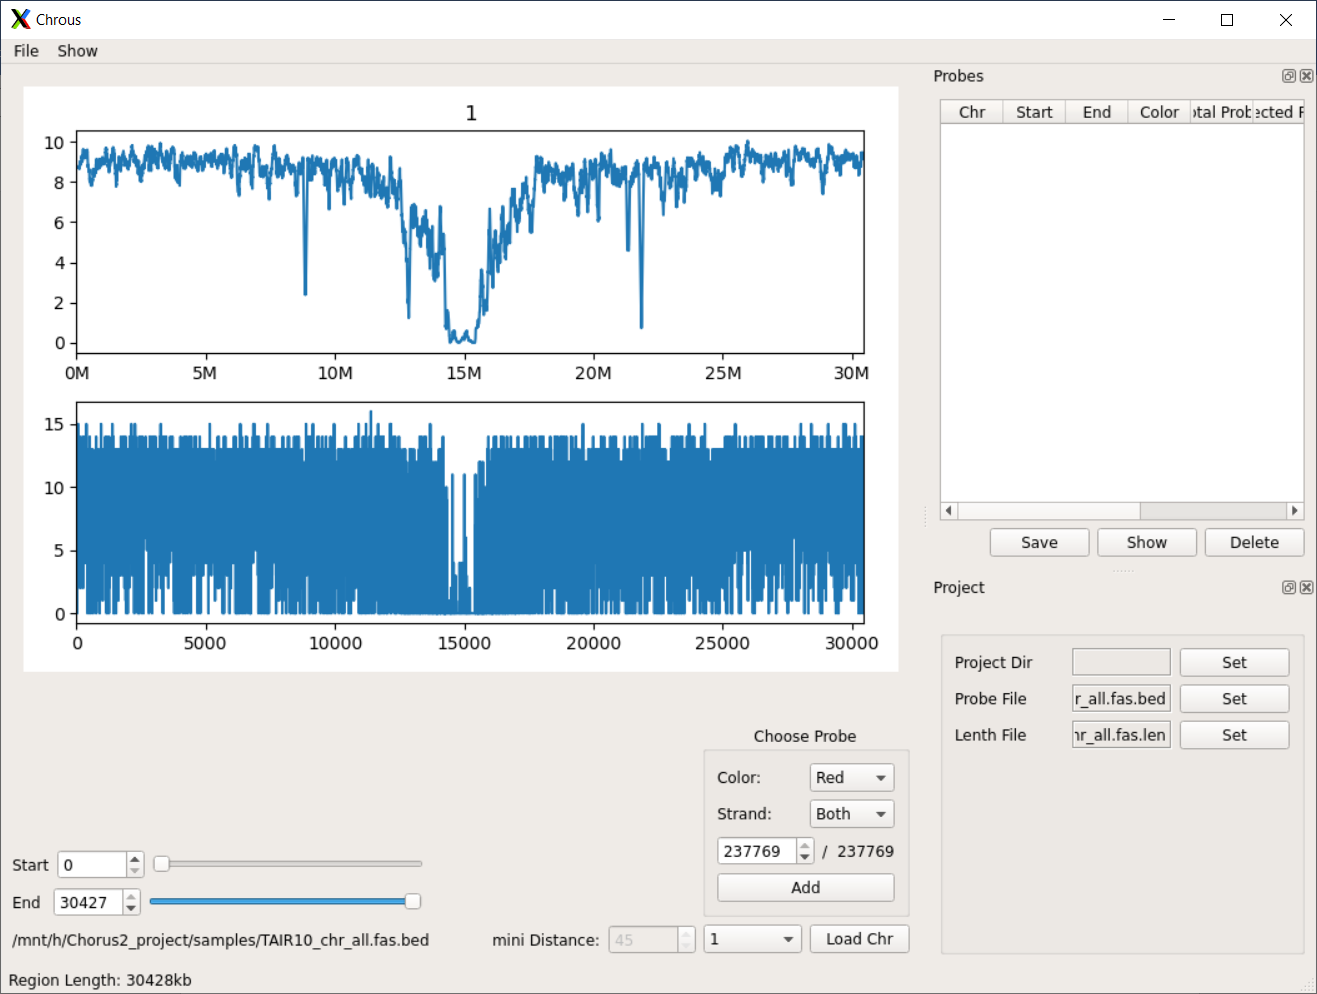 Chrous
File Show
1
10
8
6
4
2
0
0M 5M 10M 15M 20M 25M 30M
15
10
5
0
0 5000 10000 15000 20000 25000 30000
Probes
Chr Start End Color otal Prob ected F
Save Show Delete
Project
Project Dir Set
Probe File r_all.fas.bed Set
Lenth File hr_all.fas.len Set
Choose Probe
Color: Red
Strand: Both
237769 / 237769
Add
Start 0
End 30427
/mnt/h/Chorus2_project/samples/TAIR10_chr_all.fas.bed
mini Distance: 45 1 Load Chr
Region Length: 30428kb